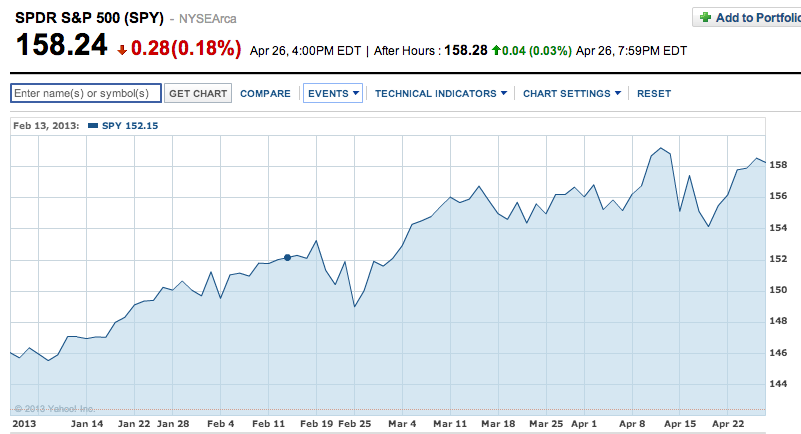 SPDR S&P 500 (SPY) - NYSEArca
Add to Portfolio
158.24 0.28(0.18%) Apr 26, 4:00PM EDT | After Hours : 158.28 0.04 (0.03%) Apr 26, 7:59PM EDT
Enter name(s) or symbol(s) GET CHART COMPARE EVENTS TECHNICAL INDICATORS CHART SETTINGS RESET
Feb 13, 2013: SPY 152.15
158
156
154
152
150
148
146
144
© 2013 Yahoo! Inc.
2013 Jan 14 Jan 22 Jan 28 Feb 4 Feb 11 Feb 19 Feb 25 Mar 4 Mar 11 Mar 18 Mar 25 Apr 1 Apr 8 Apr 15 Apr 22